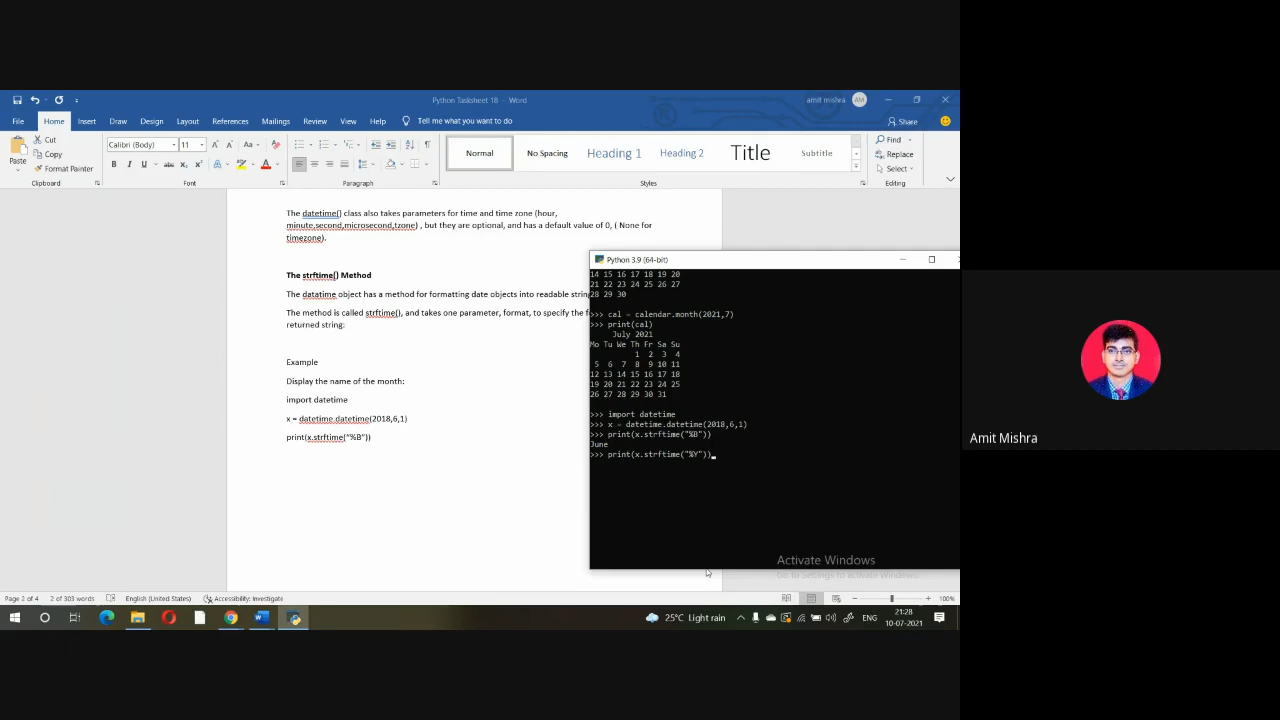 Python Tasksheet 18 - Word
amit mishra AM
File Home Insert Draw Design Layout References Mailings Review View Help Tell me what you want to do Share
Paste
Cut
Copy
Format Painter
Clipboard
Calibri (Body) 11
Font
Paragraph
Normal No Spacing Heading 1 Heading 2 Title Subtitle
Styles
Find
Replace
Select
Editing
The datetime() class also takes parameters for time and time zone (hour,
minute,second,microsecond,tzone) , but they are optional, and has a default value of 0, ( None for
timezone).
The strftime() Method
The datatime object has a method for formatting date objects into readable strin
The method is called strftime(), and takes one parameter, format, to specify the f
returned string:
Example
Display the name of the month:
import datetime
x = datetime.datetime(2018,6,1)
print(x.strftime("%B"))
Python 3.9 (64-bit)
14 15 16 17 18 19 20
21 22 23 24 25 26 27
28 29 30
>>> cal = calendar.month(2021,7)
>>> print(cal)
July 2021
Mo Tu We Th Fr Sa Su
1 2 3 4
5 6 7 8 9 10 11
12 13 14 15 16 17 18
19 20 21 22 23 24 25
26 27 28 29 30 31
>>> import datetime
>>> x = datetime.datetime(2018,6,1)
>>> print(x.strftime("%B"))
June
>>> print(x.strftime("%Y"))
Activate Windows
Go to Settings to activate Windows.
Page 2 of 4 2 of 303 words English (United States) Accessibility: Investigate 100%
25°C Light rain ENG
21:28
10-07-2021
Amit Mishra